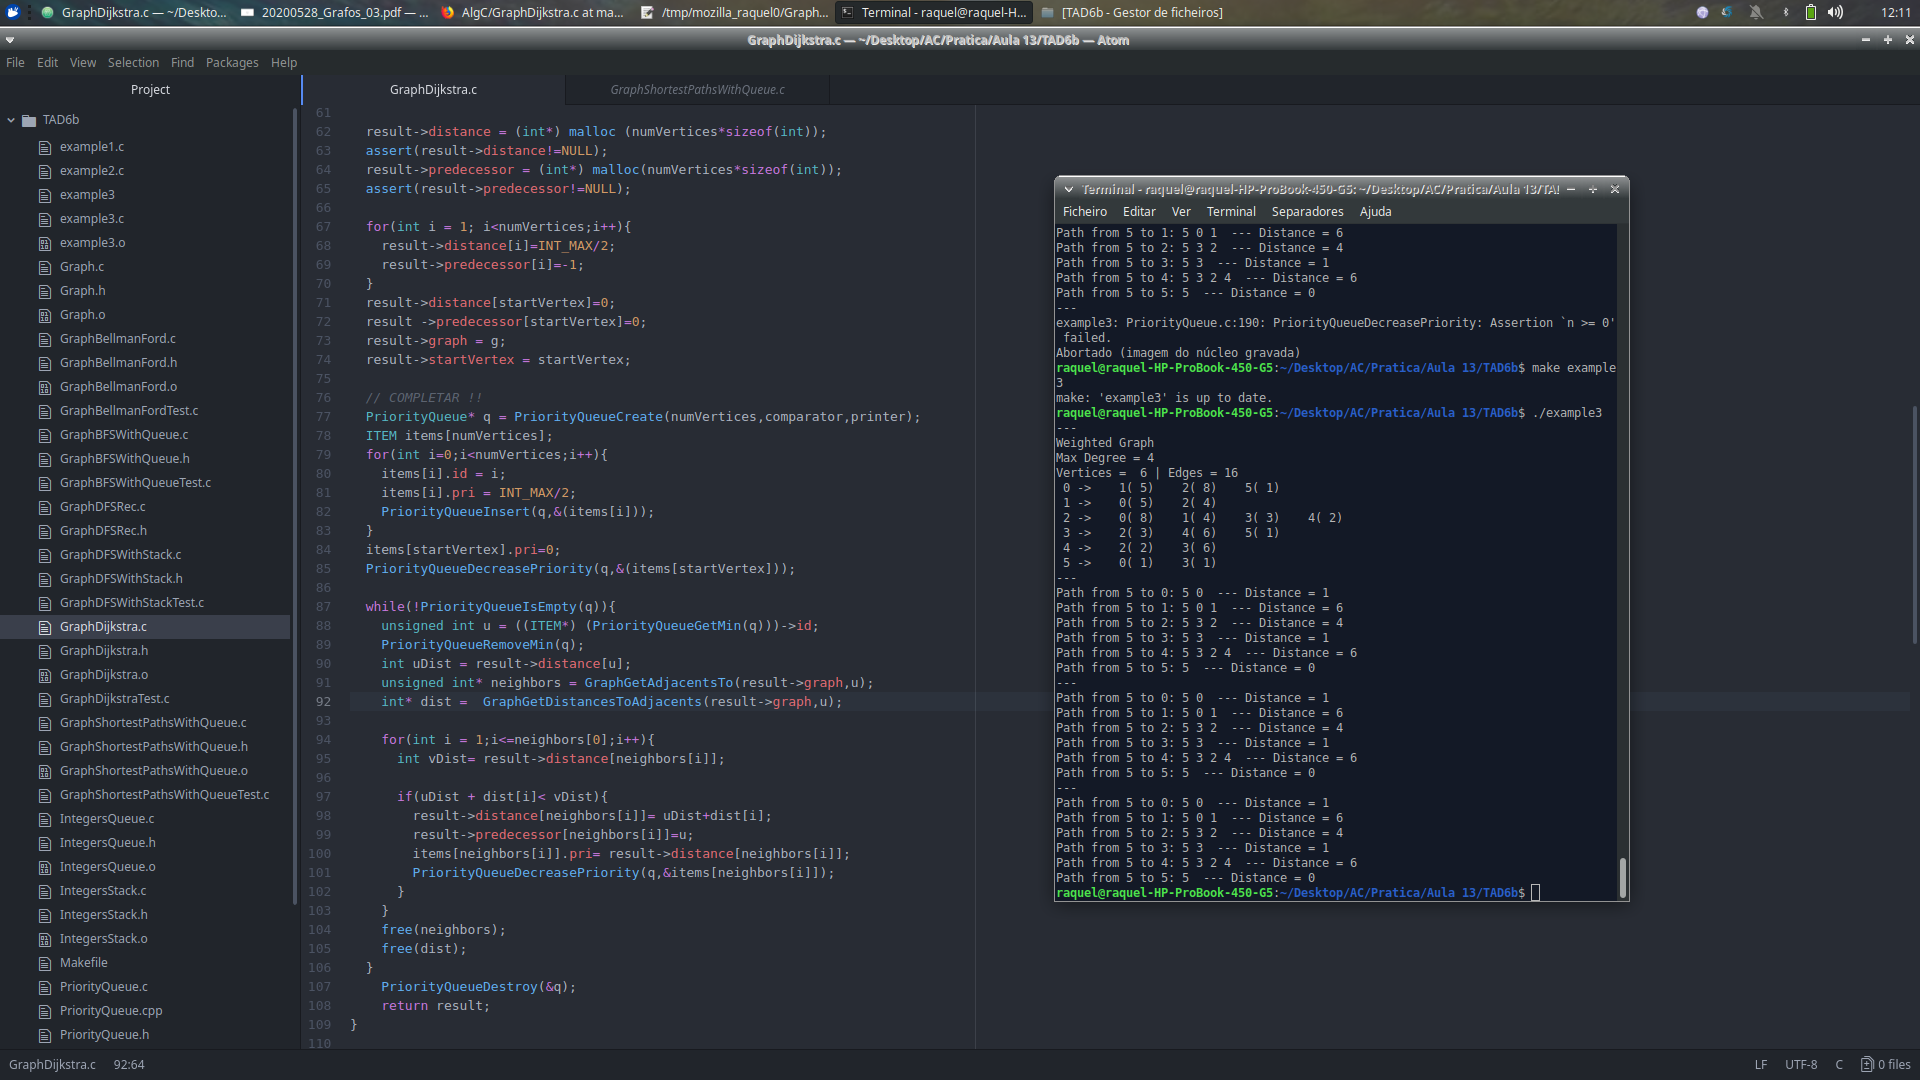 GraphDijkstra.c — ~/Deskto...
20200528_Grafos_03.pdf — ...
AlgC/GraphDijkstra.c at ma...
/tmp/mozilla_raquel0/Graph...
Terminal - raquel@raquel-H...
[TAD6b - Gestor de ficheiros]
12:11
GraphDijkstra.c — ~/Desktop/AC/Pratica/Aula 13/TAD6b — Atom
File Edit View Selection Find Packages Help
Project
TAD6b
example1.c
example2.c
example3
example3.c
example3.o
Graph.c
Graph.h
Graph.o
GraphBellmanFord.c
GraphBellmanFord.h
GraphBellmanFord.o
GraphBellmanFordTest.c
GraphBFSWithQueue.c
GraphBFSWithQueue.h
GraphBFSWithQueueTest.c
GraphDFSRec.c
GraphDFSRec.h
GraphDFSWithStack.c
GraphDFSWithStack.h
GraphDFSWithStackTest.c
GraphDijkstra.c
GraphDijkstra.h
GraphDijkstra.o
GraphDijkstraTest.c
GraphShortestPathsWithQueue.c
GraphShortestPathsWithQueue.h
GraphShortestPathsWithQueue.o
GraphShortestPathsWithQueueTest.c
IntegersQueue.c
IntegersQueue.h
IntegersQueue.o
IntegersStack.c
IntegersStack.h
IntegersStack.o
Makefile
PriorityQueue.c
PriorityQueue.cpp
PriorityQueue.h
GraphDijkstra.c
GraphShortestPathsWithQueue.c
61
62 result->distance = (int*) malloc (numVertices*sizeof(int));
63 assert(result->distance!=NULL);
64 result->predecessor = (int*) malloc(numVertices*sizeof(int));
65 assert(result->predecessor!=NULL);
66
67 for(int i = 1; i<numVertices;i++){
68 result->distance[i]=INT_MAX/2;
69 result->predecessor[i]=-1;
70 }
71 result->distance[startVertex]=0;
72 result ->predecessor[startVertex]=0;
73 result->graph = g;
74 result->startVertex = startVertex;
75
76 // COMPLETAR !!
77 PriorityQueue* q = PriorityQueueCreate(numVertices,comparator,printer);
78 ITEM items[numVertices];
79 for(int i=0;i<numVertices;i++){
80 items[i].id = i;
81 items[i].pri = INT_MAX/2;
82 PriorityQueueInsert(q,&(items[i]));
83 }
84 items[startVertex].pri=0;
85 PriorityQueueDecreasePriority(q,&(items[startVertex]));
86
87 while(!PriorityQueueIsEmpty(q)){
88 unsigned int u = ((ITEM*) (PriorityQueueGetMin(q)))->id;
89 PriorityQueueRemoveMin(q);
90 int uDist = result->distance[u];
91 unsigned int* neighbors = GraphGetAdjacentsTo(result->graph,u);
92 int* dist =  GraphGetDistancesToAdjacents(result->graph,u);
93
94 for(int i = 1;i<=neighbors[0];i++){
95 int vDist= result->distance[neighbors[i]];
96
97 if(uDist + dist[i]< vDist){
98 result->distance[neighbors[i]]= uDist+dist[i];
99 result->predecessor[neighbors[i]]=u;
100 items[neighbors[i]].pri= result->distance[neighbors[i]];
101 PriorityQueueDecreasePriority(q,&items[neighbors[i]]);
102 }
103 }
104 free(neighbors);
105 free(dist);
106 }
107 PriorityQueueDestroy(&q);
108 return result;
109 }
110
Terminal - raquel@raquel-HP-ProBook-450-G5: ~/Desktop/AC/Pratica/Aula 13/TA!
Ficheiro Editar Ver Terminal Separadores Ajuda
Path from 5 to 1: 5 0 1  --- Distance = 6
Path from 5 to 2: 5 3 2  --- Distance = 4
Path from 5 to 3: 5 3  --- Distance = 1
Path from 5 to 4: 5 3 2 4  --- Distance = 6
Path from 5 to 5: 5  --- Distance = 0
---
example3: PriorityQueue.c:190: PriorityQueueDecreasePriority: Assertion `n >= 0'
failed.
Abortado (imagem do núcleo gravada)
raquel@raquel-HP-ProBook-450-G5:~/Desktop/AC/Pratica/Aula 13/TAD6b$ make example
3
make: 'example3' is up to date.
raquel@raquel-HP-ProBook-450-G5:~/Desktop/AC/Pratica/Aula 13/TAD6b$ ./example3
---
Weighted Graph
Max Degree = 4
Vertices =  6 | Edges = 16
0 ->    1( 5)    2( 8)    5( 1)
1 ->    0( 5)    2( 4)
2 ->    0( 8)    1( 4)    3( 3)    4( 2)
3 ->    2( 3)    4( 6)    5( 1)
4 ->    2( 2)    3( 6)
5 ->    0( 1)    3( 1)
---
Path from 5 to 0: 5 0  --- Distance = 1
Path from 5 to 1: 5 0 1  --- Distance = 6
Path from 5 to 2: 5 3 2  --- Distance = 4
Path from 5 to 3: 5 3  --- Distance = 1
Path from 5 to 4: 5 3 2 4  --- Distance = 6
Path from 5 to 5: 5  --- Distance = 0
---
Path from 5 to 0: 5 0  --- Distance = 1
Path from 5 to 1: 5 0 1  --- Distance = 6
Path from 5 to 2: 5 3 2  --- Distance = 4
Path from 5 to 3: 5 3  --- Distance = 1
Path from 5 to 4: 5 3 2 4  --- Distance = 6
Path from 5 to 5: 5  --- Distance = 0
---
Path from 5 to 0: 5 0  --- Distance = 1
Path from 5 to 1: 5 0 1  --- Distance = 6
Path from 5 to 2: 5 3 2  --- Distance = 4
Path from 5 to 3: 5 3  --- Distance = 1
Path from 5 to 4: 5 3 2 4  --- Distance = 6
Path from 5 to 5: 5  --- Distance = 0
raquel@raquel-HP-ProBook-450-G5:~/Desktop/AC/Pratica/Aula 13/TAD6b$
GraphDijkstra.c 92:64
LF UTF-8 C 0 files